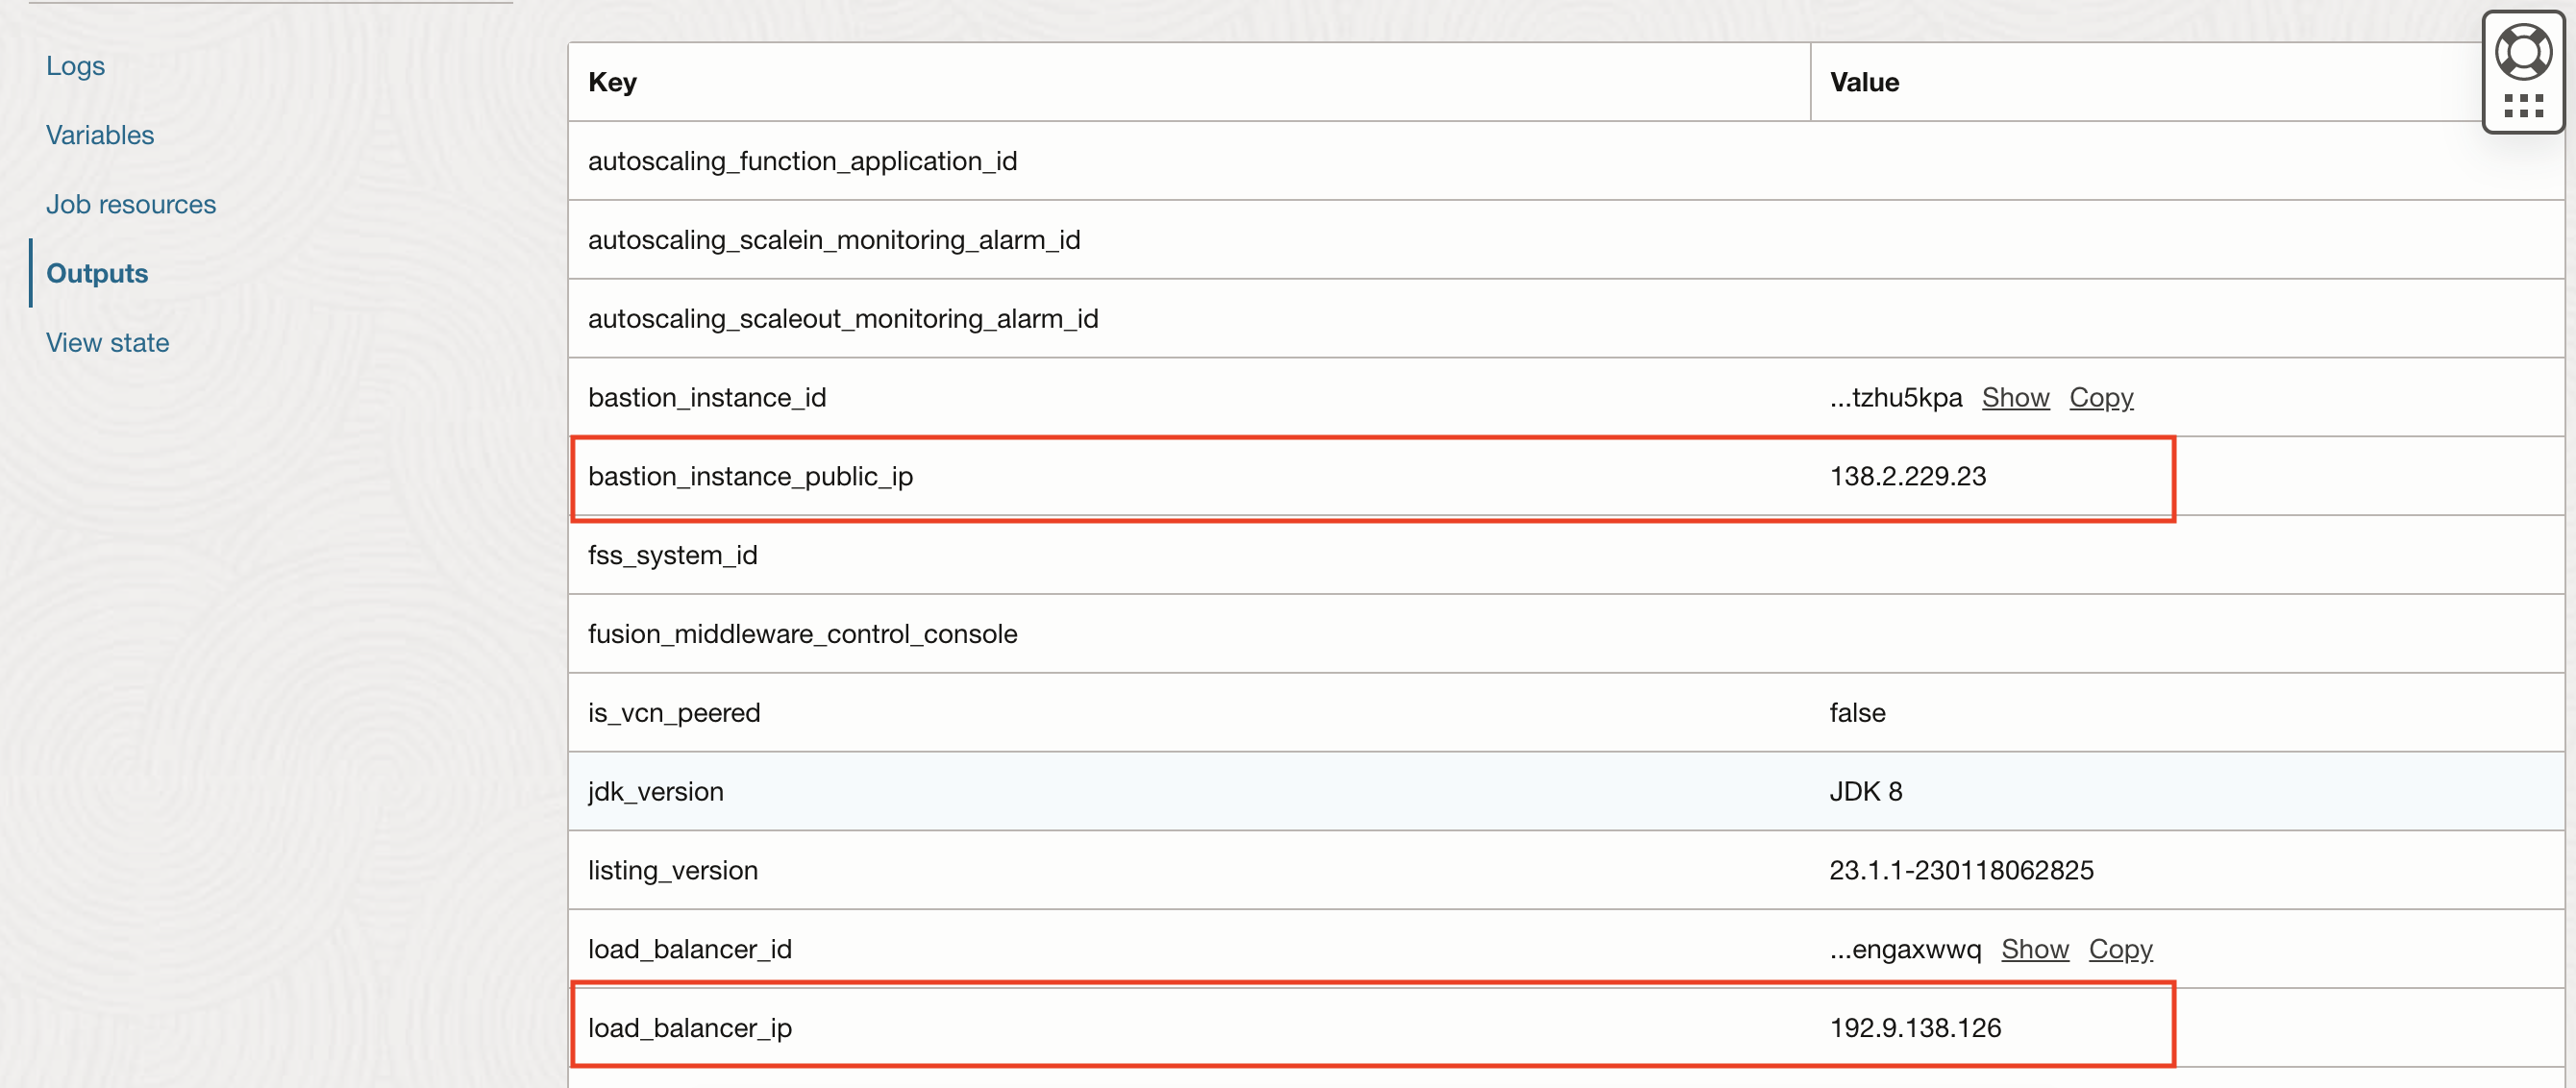 Logs
Variables
Job resources
Outputs
View state
Key Value
autoscaling_function_application_id
autoscaling_scalein_monitoring_alarm_id
autoscaling_scaleout_monitoring_alarm_id
bastion_instance_id ...tzhu5kpa Show Copy
bastion_instance_public_ip 138.2.229.23
fss_system_id
fusion_middleware_control_console
is_vcn_peered false
jdk_version JDK 8
listing_version 23.1.1-230118062825
load_balancer_id ...engaxwwq Show Copy
load_balancer_ip 192.9.138.126